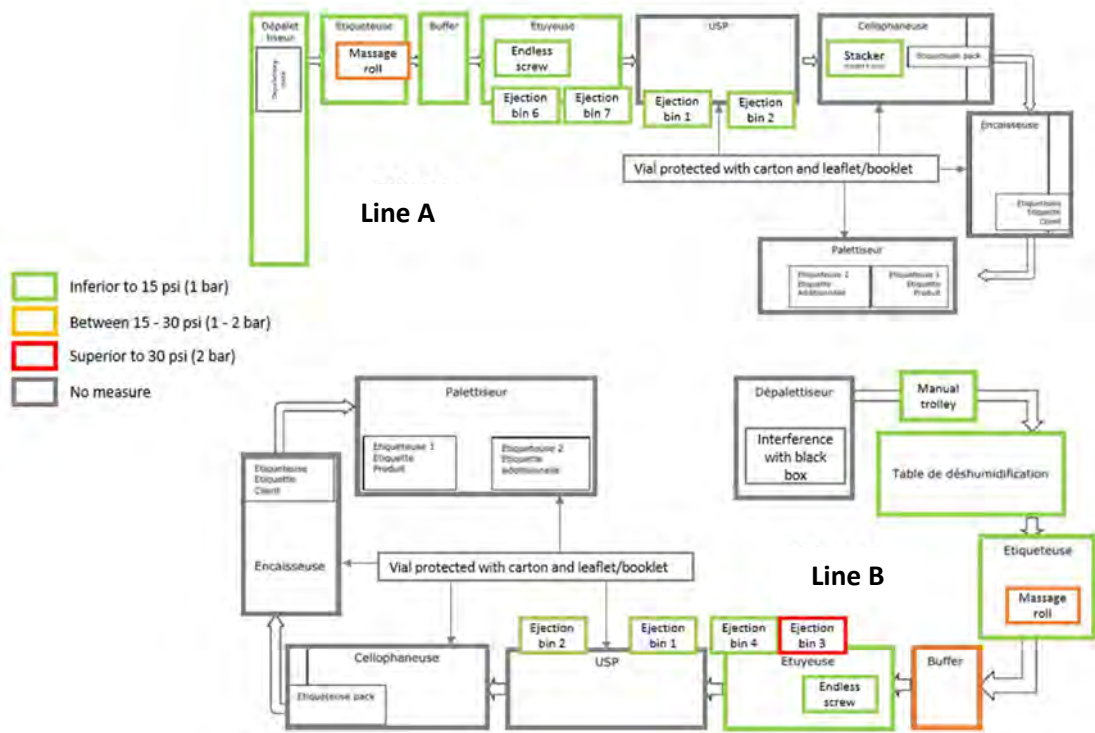 Dépalet
tiseur
Etiqueteuse
Massage
roll
Buffer
Etuyeuse
Endless
screw
Ejection
bin 6
Ejection
bin 7
USP
Ejection
bin 1
Ejection
bin 2
Cellophaneuse
Stacker
Etiqueteuse pack
Encaisseuse
Etiqueteuse
Etiquette
Client
Vial protected with carton and leaflet/booklet
Line A
Palettiseur
Etiqueteuse 2
Etiquette
Additionnelle
Etiqueteuse 1
Etiquette
Produit
Inferior to 15 psi (1 bar)
Between 15 - 30 psi (1 - 2 bar)
Superior to 30 psi (2 bar)
No measure
Palettiseur
Etiqueteuse 1
Etiquette
Produit
Etiqueteuse 2
Etiquette
additionnelle
Dépalettiseur
Interference
with black
box
Manual
trolley
Table de déshumidification
Etiqueteuse
Massage
roll
Etiqueteuse
Etiquette
Client
Encaisseuse
Vial protected with carton and leaflet/booklet
Line B
Cellophaneuse
Etiqueteuse pack
Ejection
bin 2
Ejection
bin 1
USP
Ejection
bin 4
Ejection
bin 3
Etuyeuse
Endless
screw
Buffer